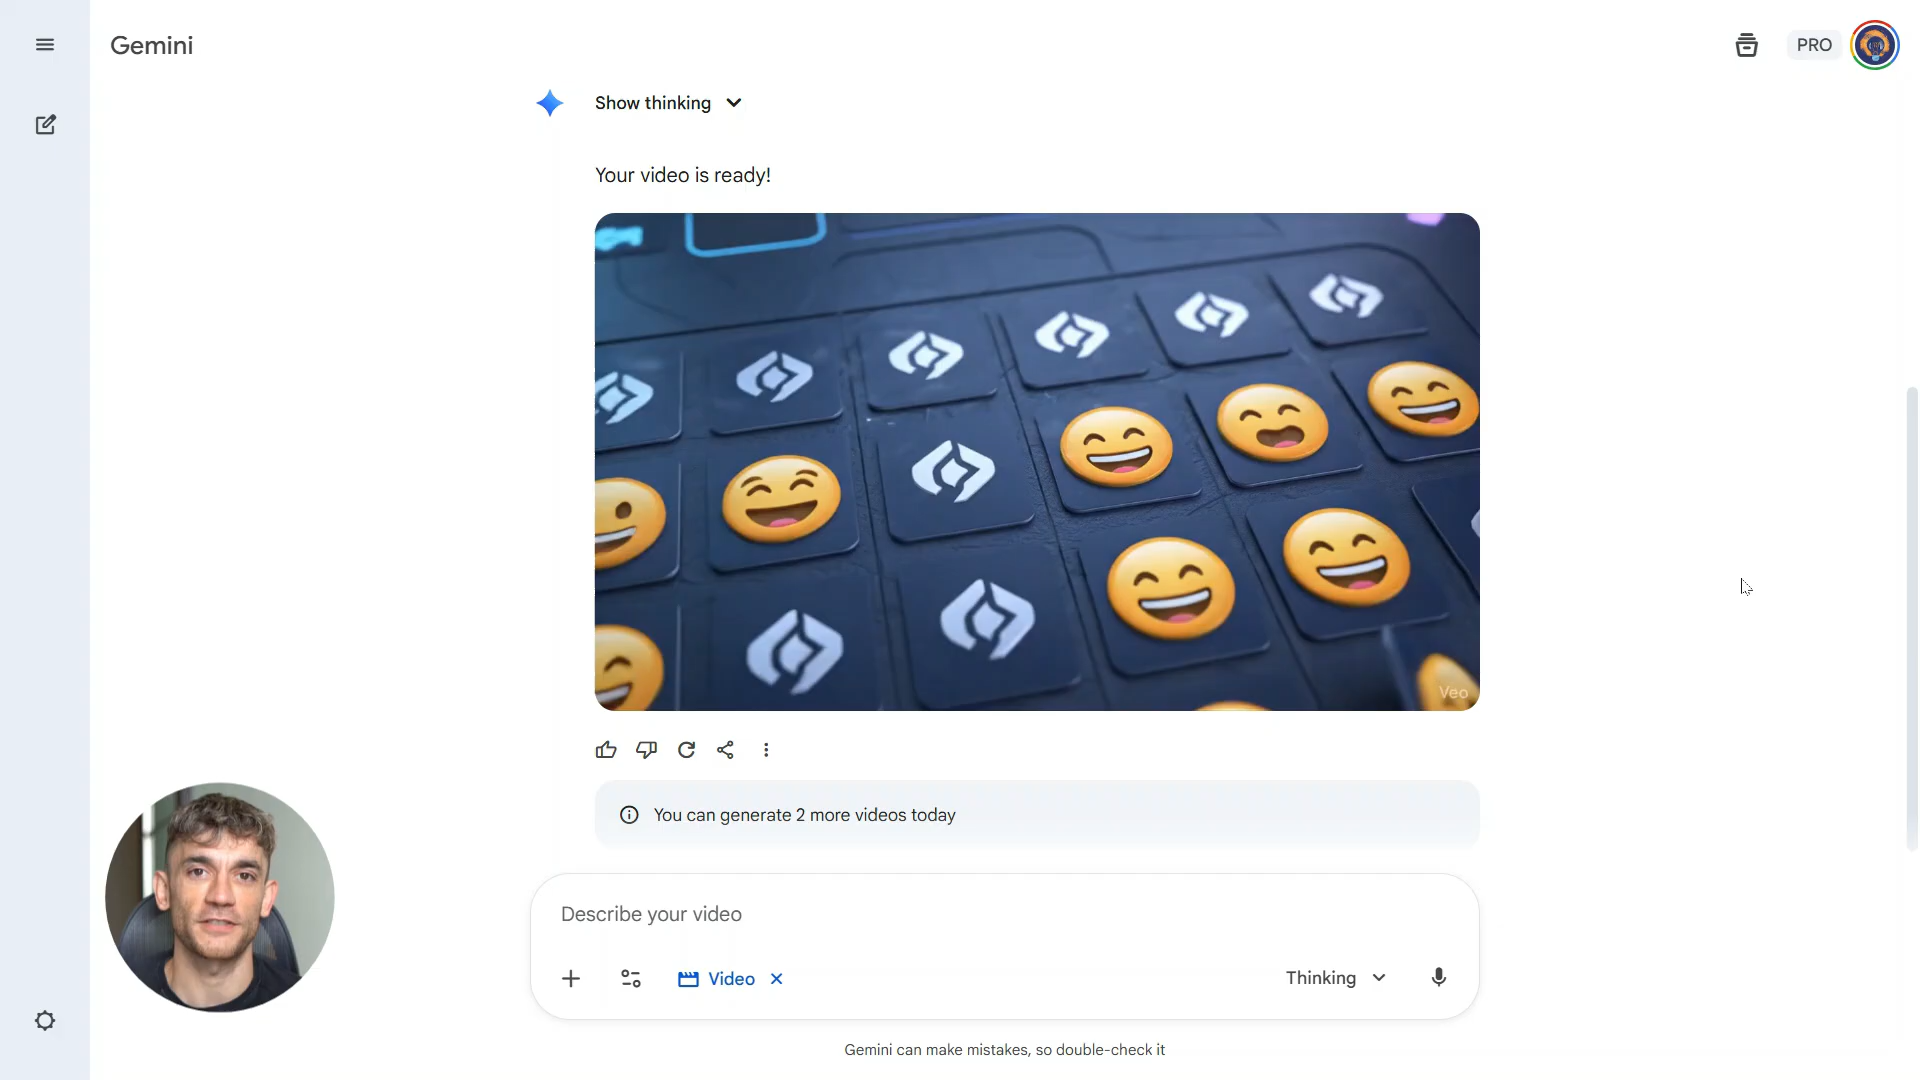 Gemini
PRO
Show thinking
Your video is ready!
Veo
You can generate 2 more videos today
Describe your video
Video
Thinking
Gemini can make mistakes, so double-check it